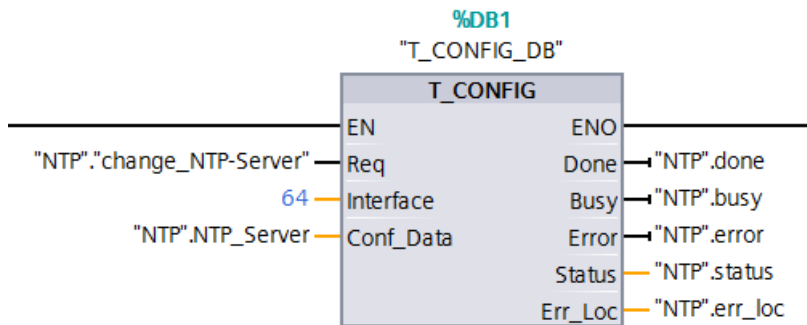 %DB1
"T_CONFIG_DB"
T_CONFIG
EN ENO
"NTP"."change_NTP-Server" Req Done "NTP".done
64 Interface Busy "NTP".busy
"NTP".NTP_Server Conf_Data Error "NTP".error
Status "NTP".status
Err_Loc "NTP".err_loc